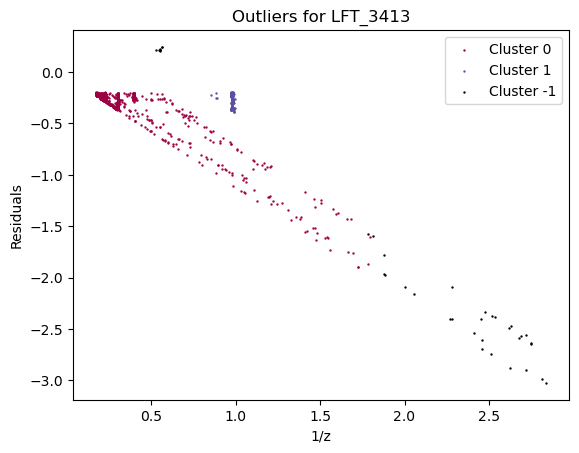 Outliers for LFT_3413
Cluster 0
Cluster 1
Cluster -1
Residuals
0.0
−0.5
−1.0
−1.5
−2.0
−2.5
−3.0
0.5 1.0 1.5 2.0 2.5
1/z